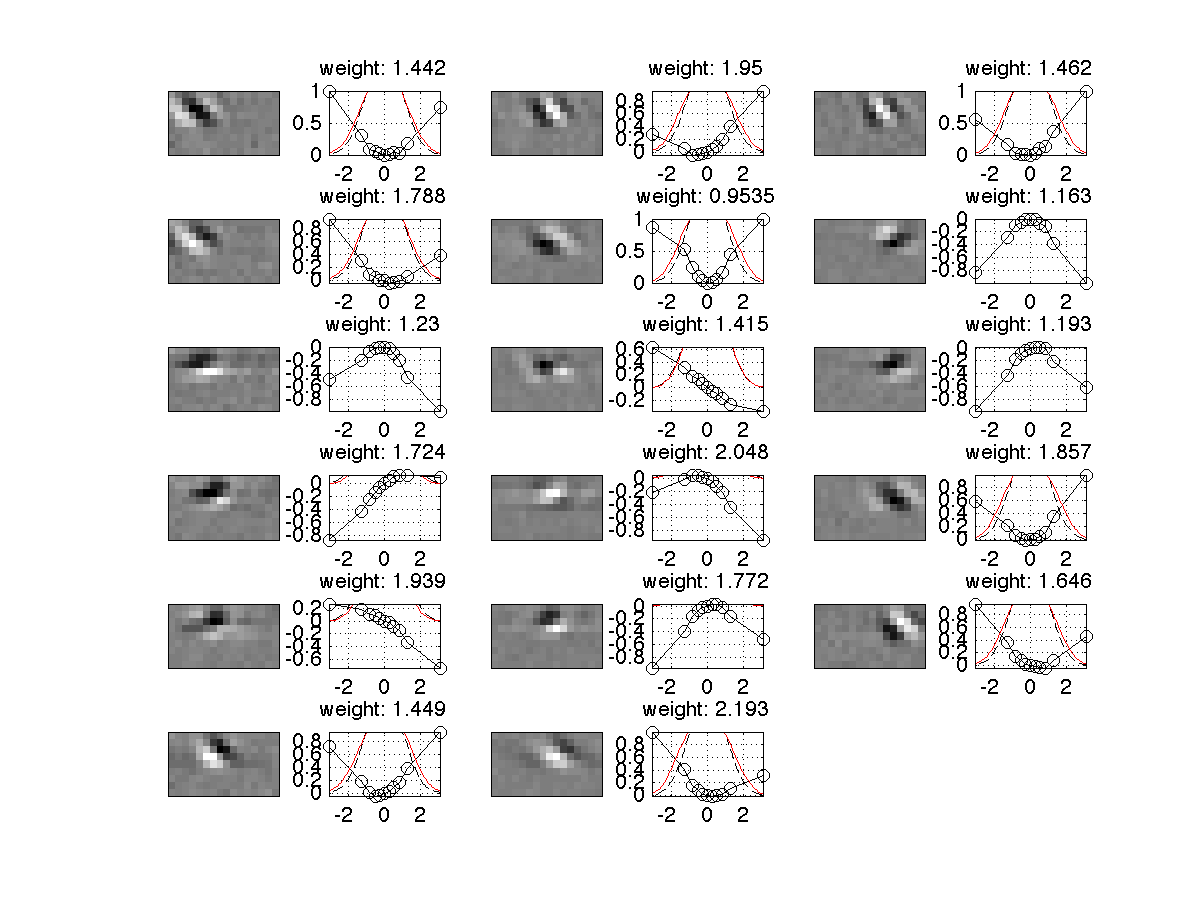 weight: 1.442 weight: 1.95 weight: 1.462
1 0.5 0 0.8 0.6 0.4 0.2 0 1 0.5 0
-2 0 2 -2 0 2 -2 0 2
weight: 1.788 weight: 0.9535 weight: 1.163
0.8 0.6 0.4 0.2 0 1 0.5 0 0 -0.2 -0.4 -0.6 -0.8
-2 0 2 -2 0 2 -2 0 2
weight: 1.23 weight: 1.415 weight: 1.193
0 -0.2 -0.4 -0.6 -0.8 0.6 0.4 0.2 0 -0.2 0 -0.2 -0.4 -0.6 -0.8
-2 0 2 -2 0 2 -2 0 2
weight: 1.724 weight: 2.048 weight: 1.857
0 -0.2 -0.4 -0.6 -0.8 0 -0.2 -0.4 -0.6 -0.8 0.8 0.6 0.4 0.2 0
-2 0 2 -2 0 2 -2 0 2
weight: 1.939 weight: 1.772 weight: 1.646
0.2 0 -0.2 -0.4 -0.6 0 -0.2 -0.4 -0.6 -0.8 0.8 0.6 0.4 0.2 0
-2 0 2 -2 0 2 -2 0 2
weight: 1.449 weight: 2.193
0.8 0.6 0.4 0.2 0 0.8 0.6 0.4 0.2 0
-2 0 2 -2 0 2